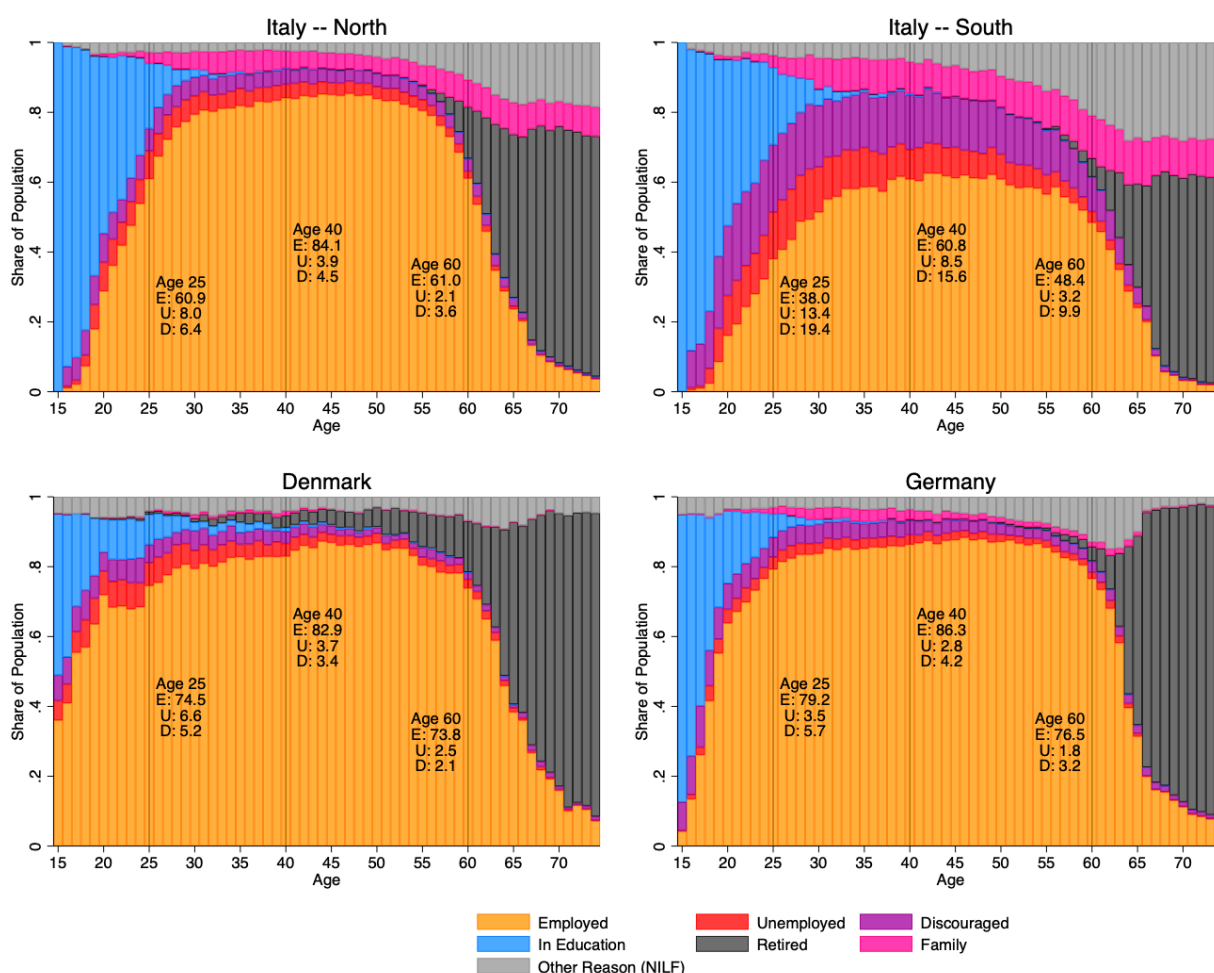 Italy -- North
Share of Population
0 .2 .4 .6 .8 1
Age 25
E: 60.9
U: 8.0
D: 6.4
Age 40
E: 84.1
U: 3.9
D: 4.5
Age 60
E: 61.0
U: 2.1
D: 3.6
15 20 25 30 35 40 45 50 55 60 65 70
Age
Italy -- South
Share of Population
0 .2 .4 .6 .8 1
Age 25
E: 38.0
U: 13.4
D: 19.4
Age 40
E: 60.8
U: 8.5
D: 15.6
Age 60
E: 48.4
U: 3.2
D: 9.9
15 20 25 30 35 40 45 50 55 60 65 70
Age
Denmark
Share of Population
0 .2 .4 .6 .8 1
Age 25
E: 74.5
U: 6.6
D: 5.2
Age 40
E: 82.9
U: 3.7
D: 3.4
Age 60
E: 73.8
U: 2.5
D: 2.1
15 20 25 30 35 40 45 50 55 60 65 70
Age
Germany
Share of Population
0 .2 .4 .6 .8 1
Age 25
E: 79.2
U: 3.5
D: 5.7
Age 40
E: 86.3
U: 2.8
D: 4.2
Age 60
E: 76.5
U: 1.8
D: 3.2
15 20 25 30 35 40 45 50 55 60 65 70
Age
Employed Unemployed Discouraged
In Education Retired Family
Other Reason (NILF)